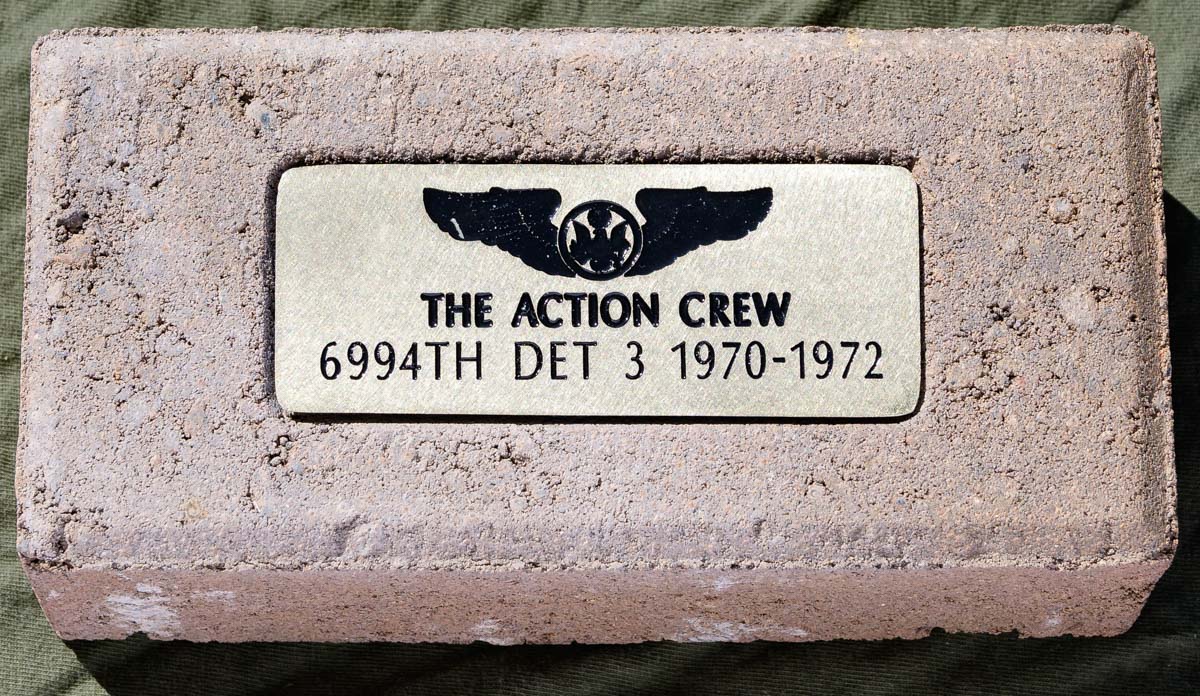 THE ACTION CREW
6994TH DET 3 1970-1972